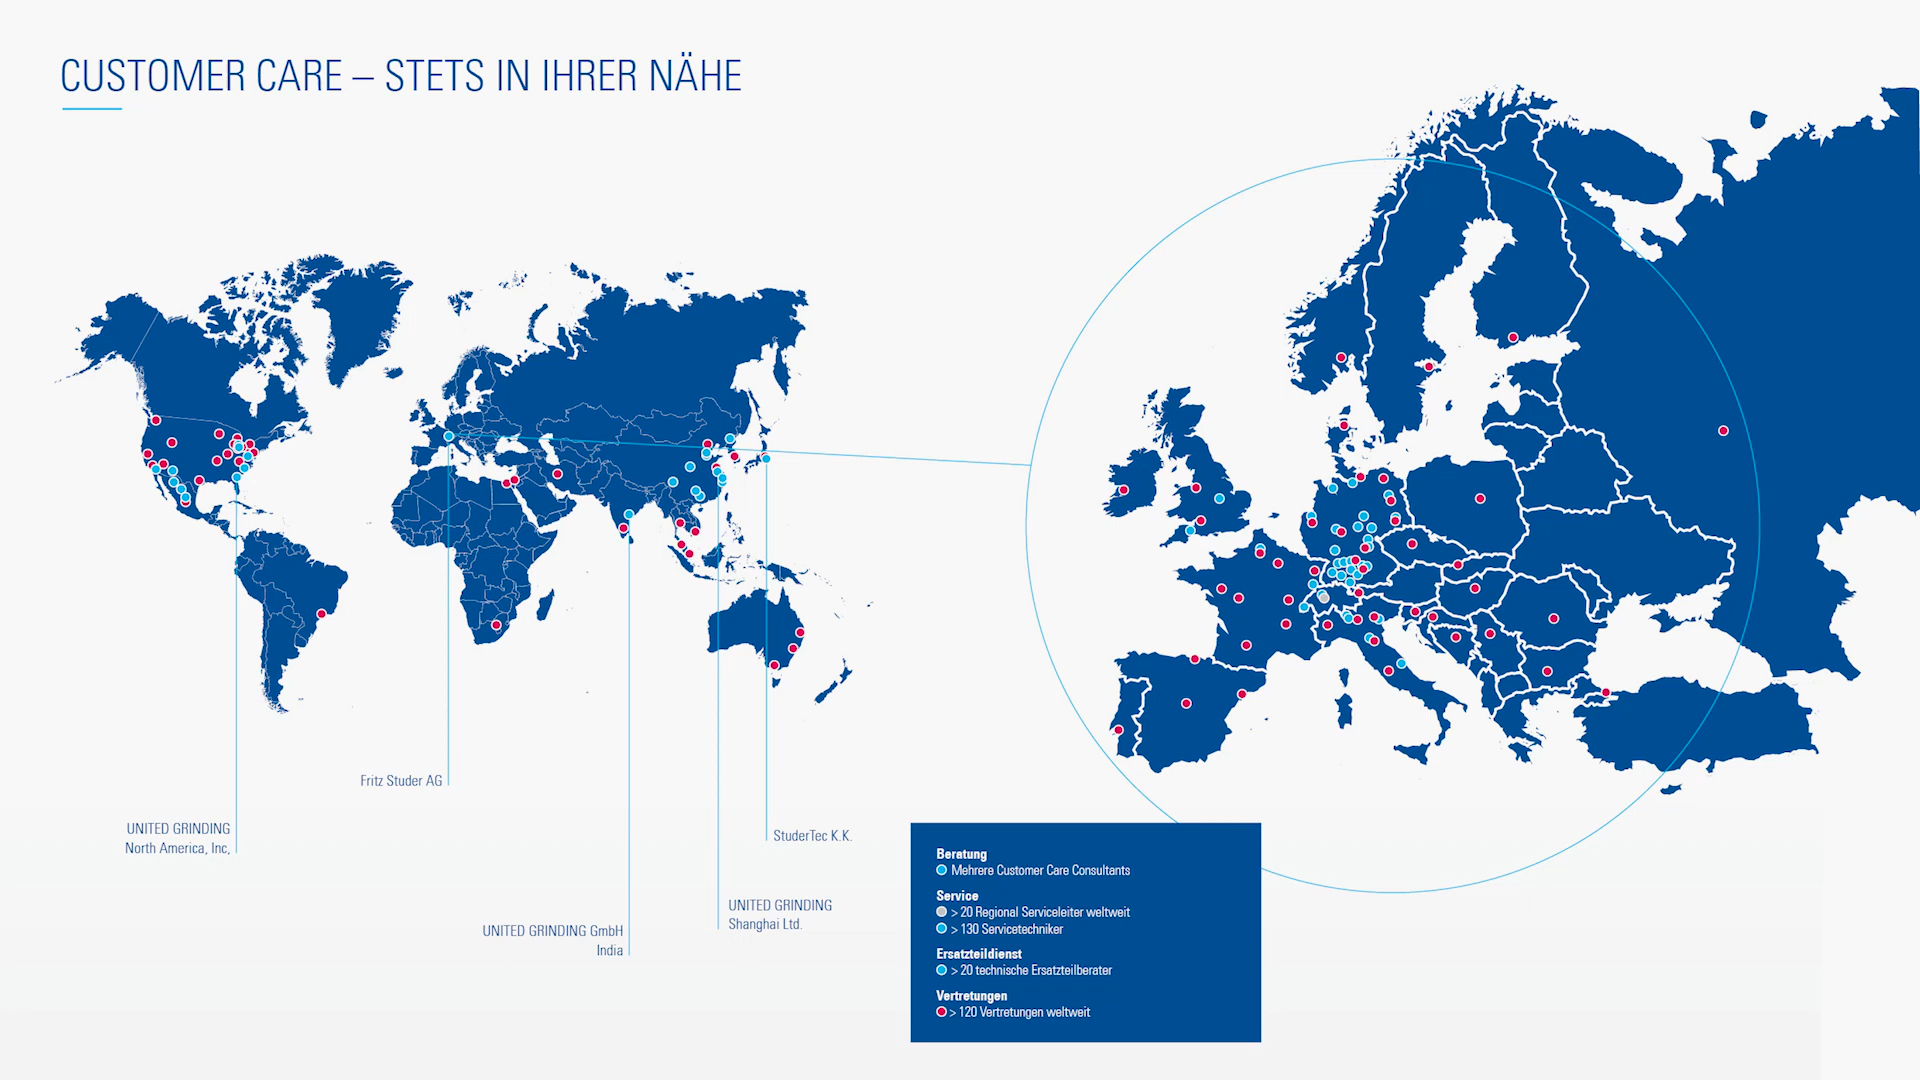 CUSTOMER CARE – STETS IN IHRER NÄHE
Fritz Studer AG
UNITED GRINDING
North America, Inc,
StuderTec K.K.
UNITED GRINDING
Shanghai Ltd.
UNITED GRINDING GmbH
India
Beratung
Mehrere Customer Care Consultants
Service
> 20 Regional Serviceleiter weltweit
> 130 Servicetechniker
Ersatzteildienst
> 20 technische Ersatzteilberater
Vertretungen
> 120 Vertretungen weltweit